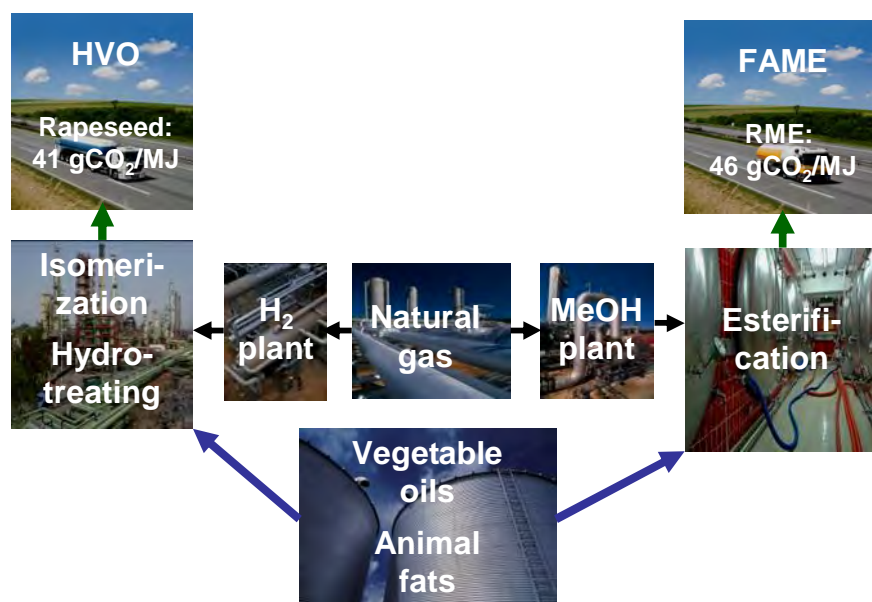 HVO
Rapeseed:
41 gCO₂/MJ
FAME
RME:
46 gCO₂/MJ
Isomeri-
zation
Hydro-
treating
H₂
plant
Natural
gas
MeOH
plant
Esterifi-
cation
Vegetable
oils
Animal
fats